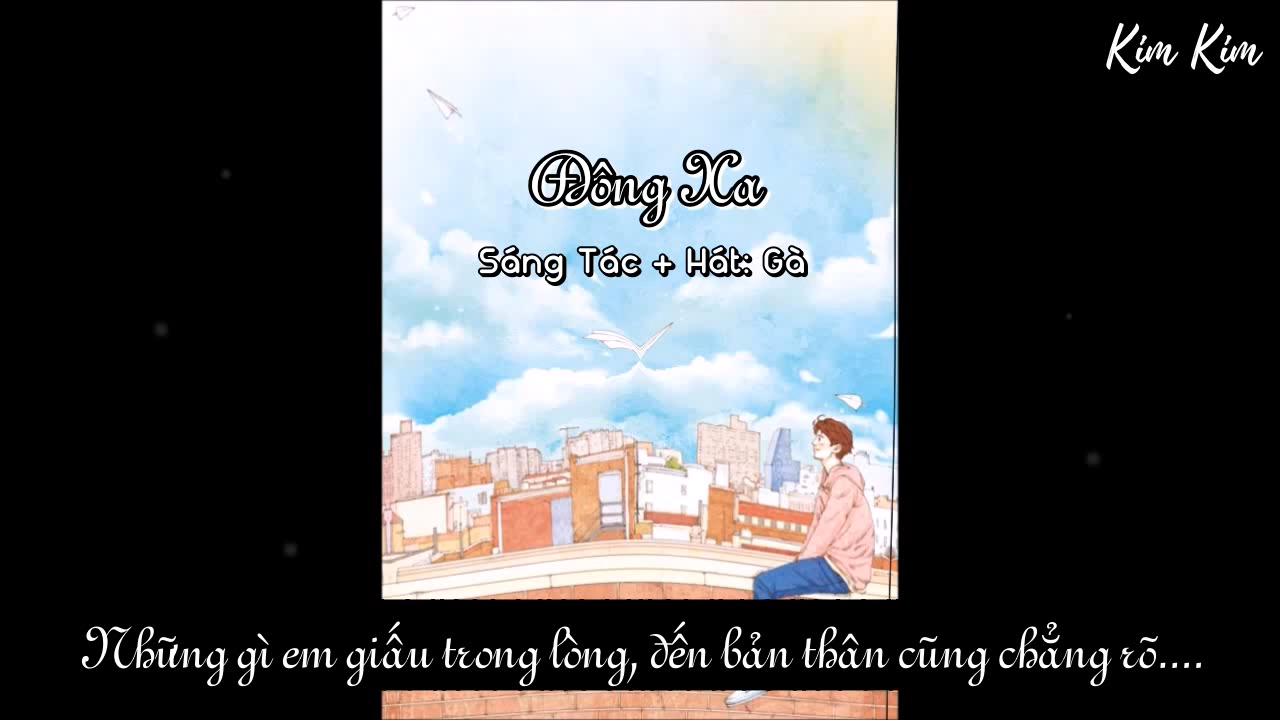 Kim Kim
Đông Xa
Sáng Tác + Hát: Gà
Những gì em giấu trong lòng, đến bản thân cũng chẳng rõ....